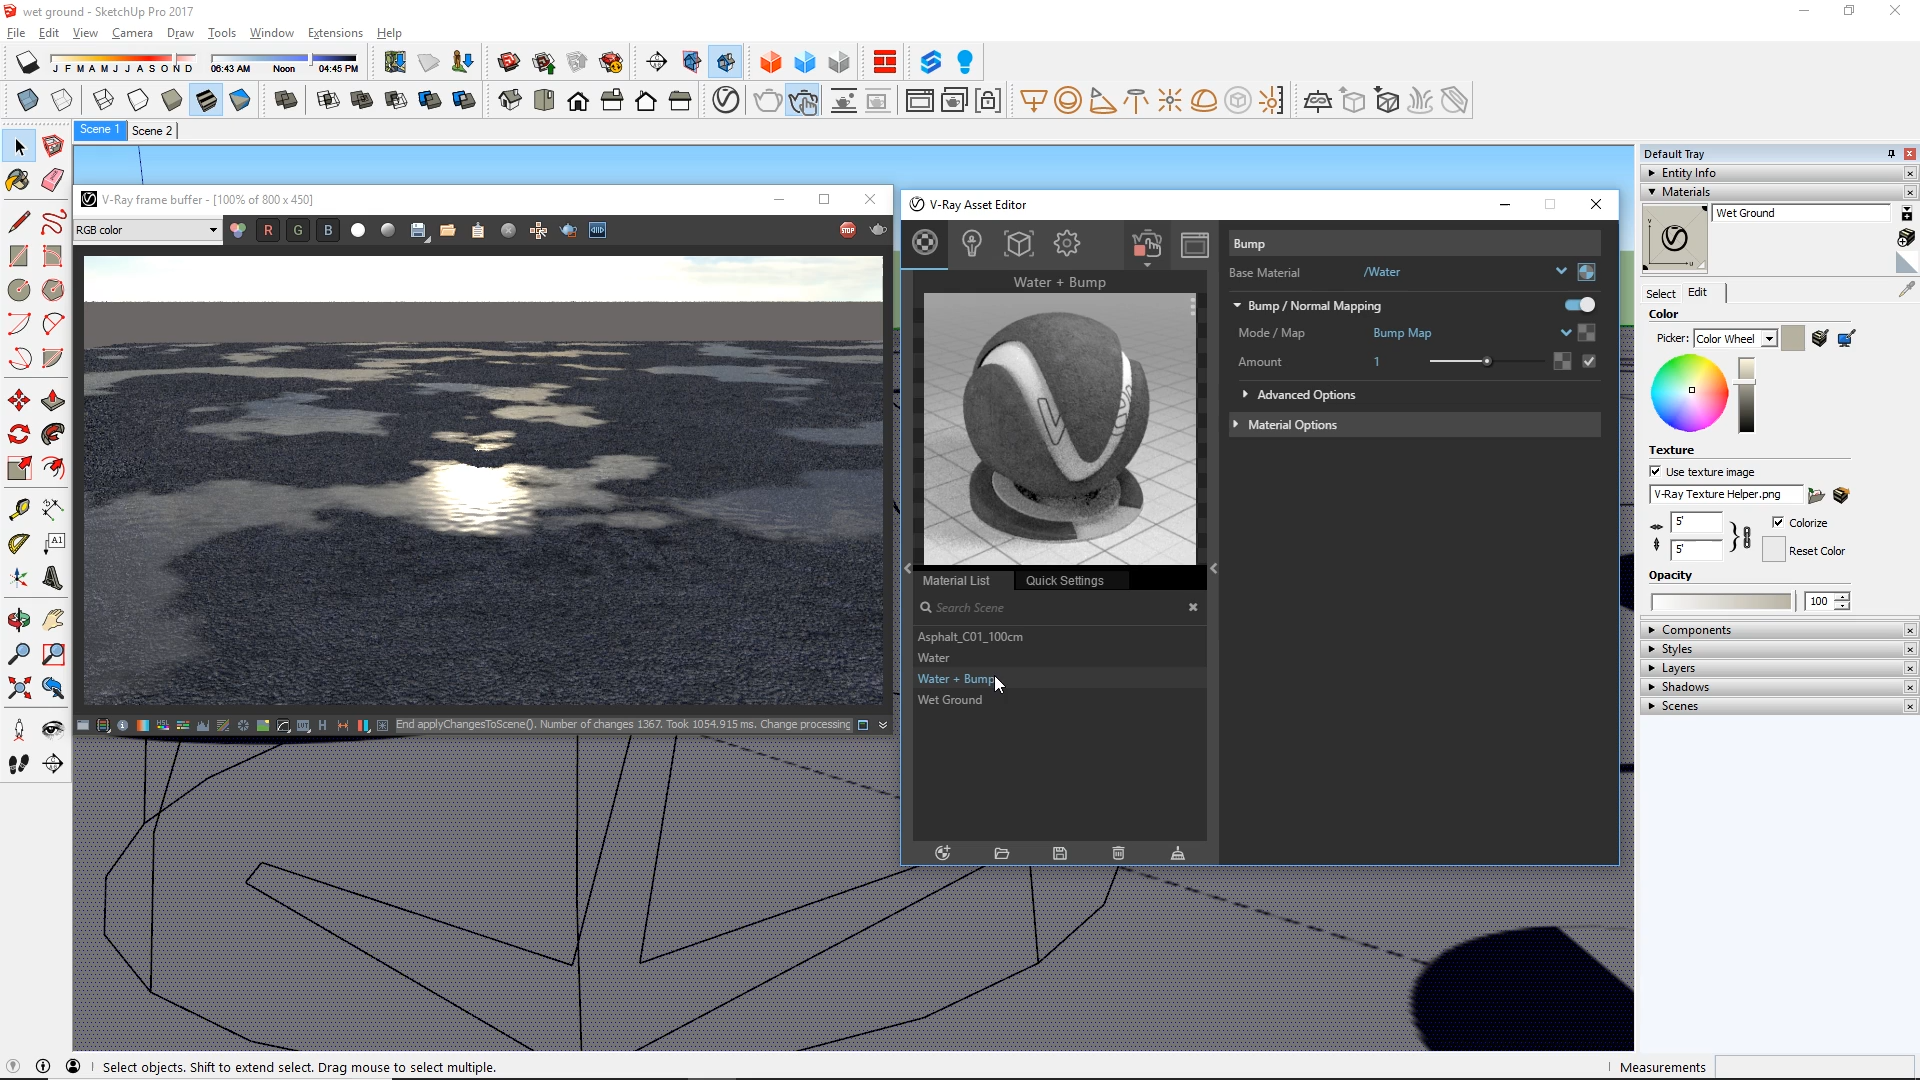 wet ground - SketchUp Pro 2017
File Edit View Camera Draw Tools Window Extensions Help
J F M A M J J A S O N D 06:43 AM Noon 04:45 PM
Scene 1 Scene 2
V-Ray frame buffer - [100% of 800 x 450]
RGB color R G B STOP
End applyChangesToScene(). Number of changes 1367. Took 1054.915 ms. Change processing
V-Ray Asset Editor
Water + Bump
Material List Quick Settings
Search Scene
Asphalt_C01_100cm
Water
Water + Bump
Wet Ground
Bump
Base Material /Water
Bump / Normal Mapping
Mode / Map Bump Map
Amount 1
Advanced Options
Material Options
Default Tray
Entity Info
Materials
Wet Ground
Select Edit
Color
Picker: Color Wheel
Texture
Use texture image
V-Ray Texture Helper.png
5'
Colorize
5'
Reset Color
Opacity
100
Components
Styles
Layers
Shadows
Scenes
A1
HSL
LUT
H
Select objects. Shift to extend select. Drag mouse to select multiple.
Measurements